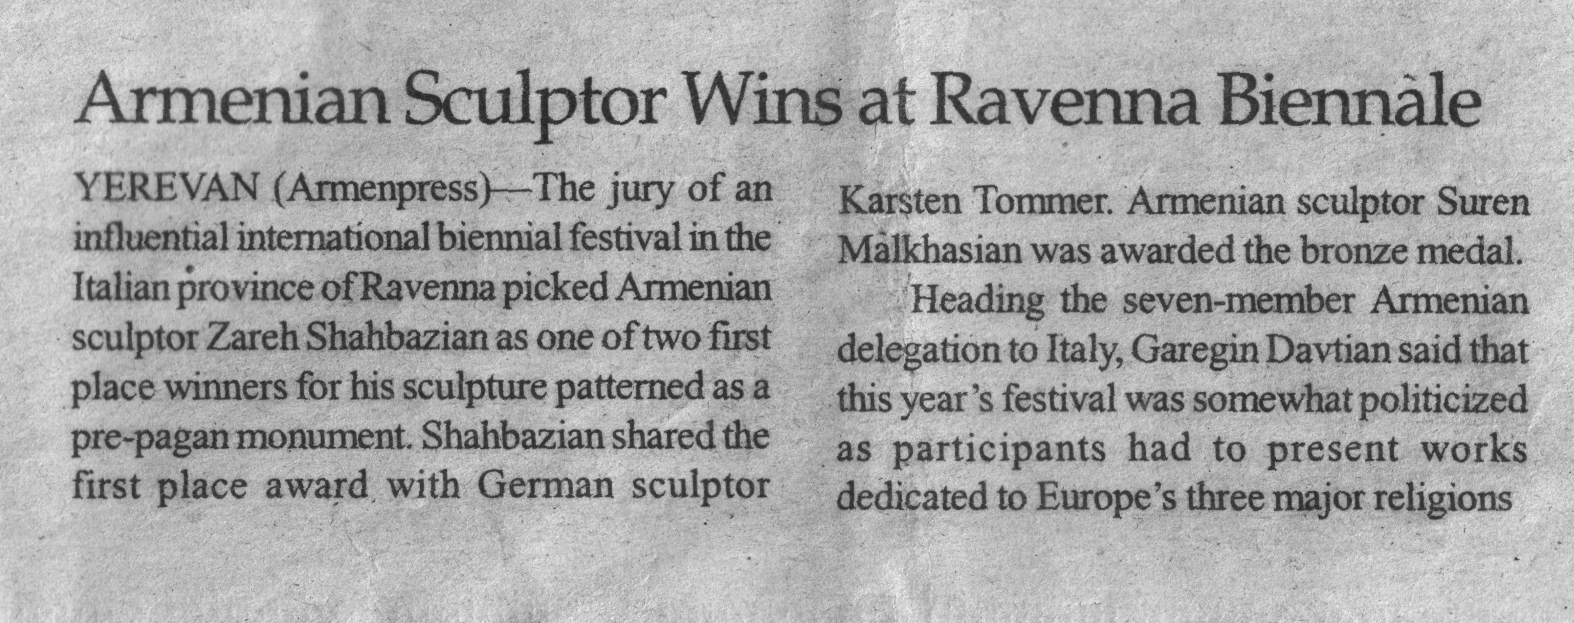 Armenian Sculptor Wins at Ravenna Biennale
YEREVAN (Armenpress)—The jury of an
influential international biennial festival in the
Italian province of Ravenna picked Armenian
sculptor Zareh Shahbazian as one of two first
place winners for his sculpture patterned as a
pre-pagan monument. Shahbazian shared the
first place award with German sculptor
Karsten Tommer. Armenian sculptor Suren
Malkhasian was awarded the bronze medal.
Heading the seven-member Armenian
delegation to Italy, Garegin Davtian said that
this year's festival was somewhat politicized
as participants had to present works
dedicated to Europe's three major religions